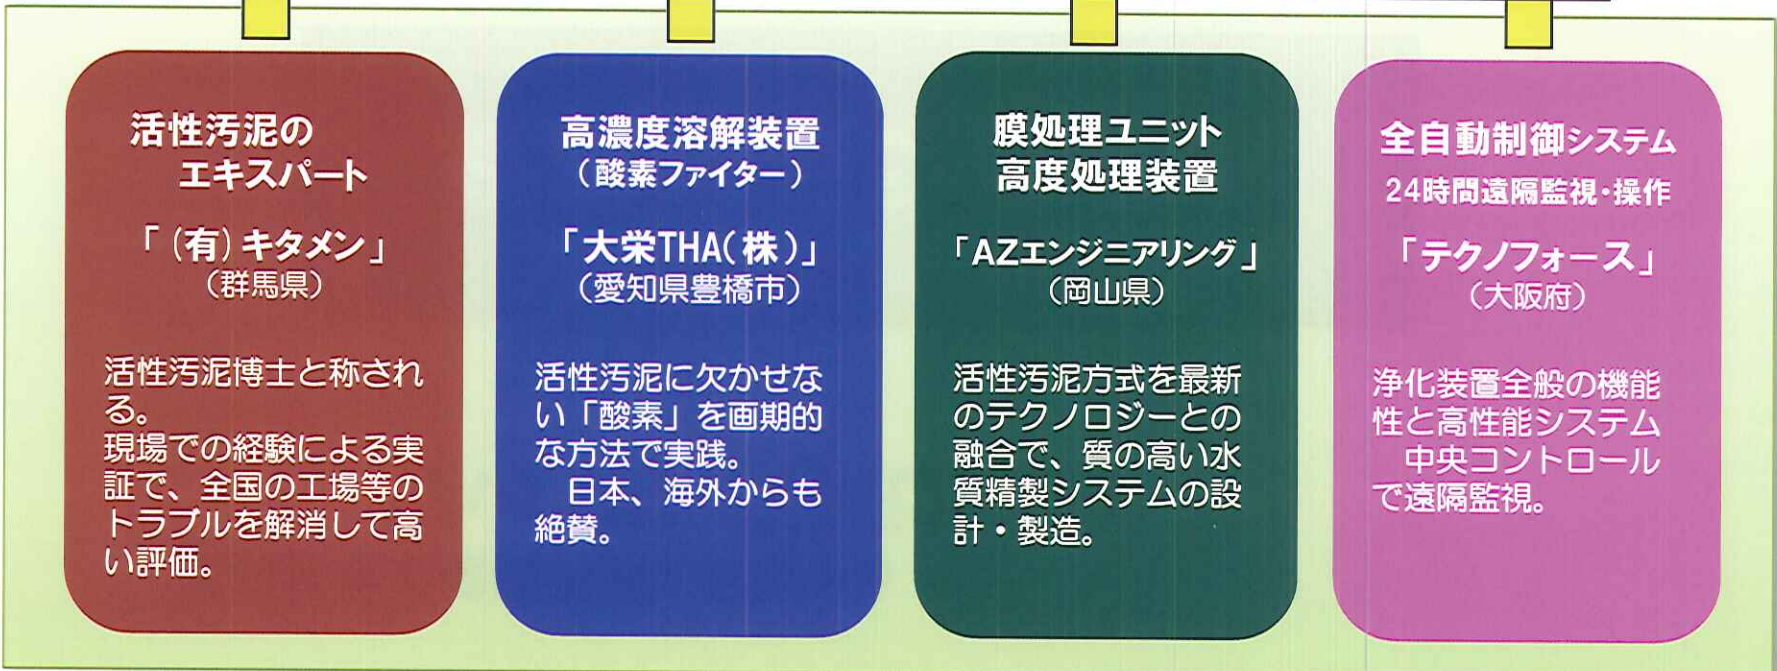 活性汚泥の
エキスパート
「(有)キタメン」
(群馬県)
活性汚泥博士と称され
る。
現場での経験による実
証で、全国の工場等の
トラブルを解消して高
い評価。
高濃度溶解装置
(酸素ファイター)
「大栄THA(株)」
(愛知県豊橋市)
活性汚泥に欠かせな
い「酸素」を画期的
な方法で実践。
日本、海外からも
絶賛。
膜処理ユニット
高度処理装置
「AZエンジニアリング」
(岡山県)
活性汚泥方式を最新
のテクノロジーとの
融合で、質の高い水
質精製システムの設
計・製造。
全自動制御システム
24時間遠隔監視・操作
「テクノフォース」
(大阪府)
浄化装置全般の機能
性と高性能システム
中央コントロール
で遠隔監視。